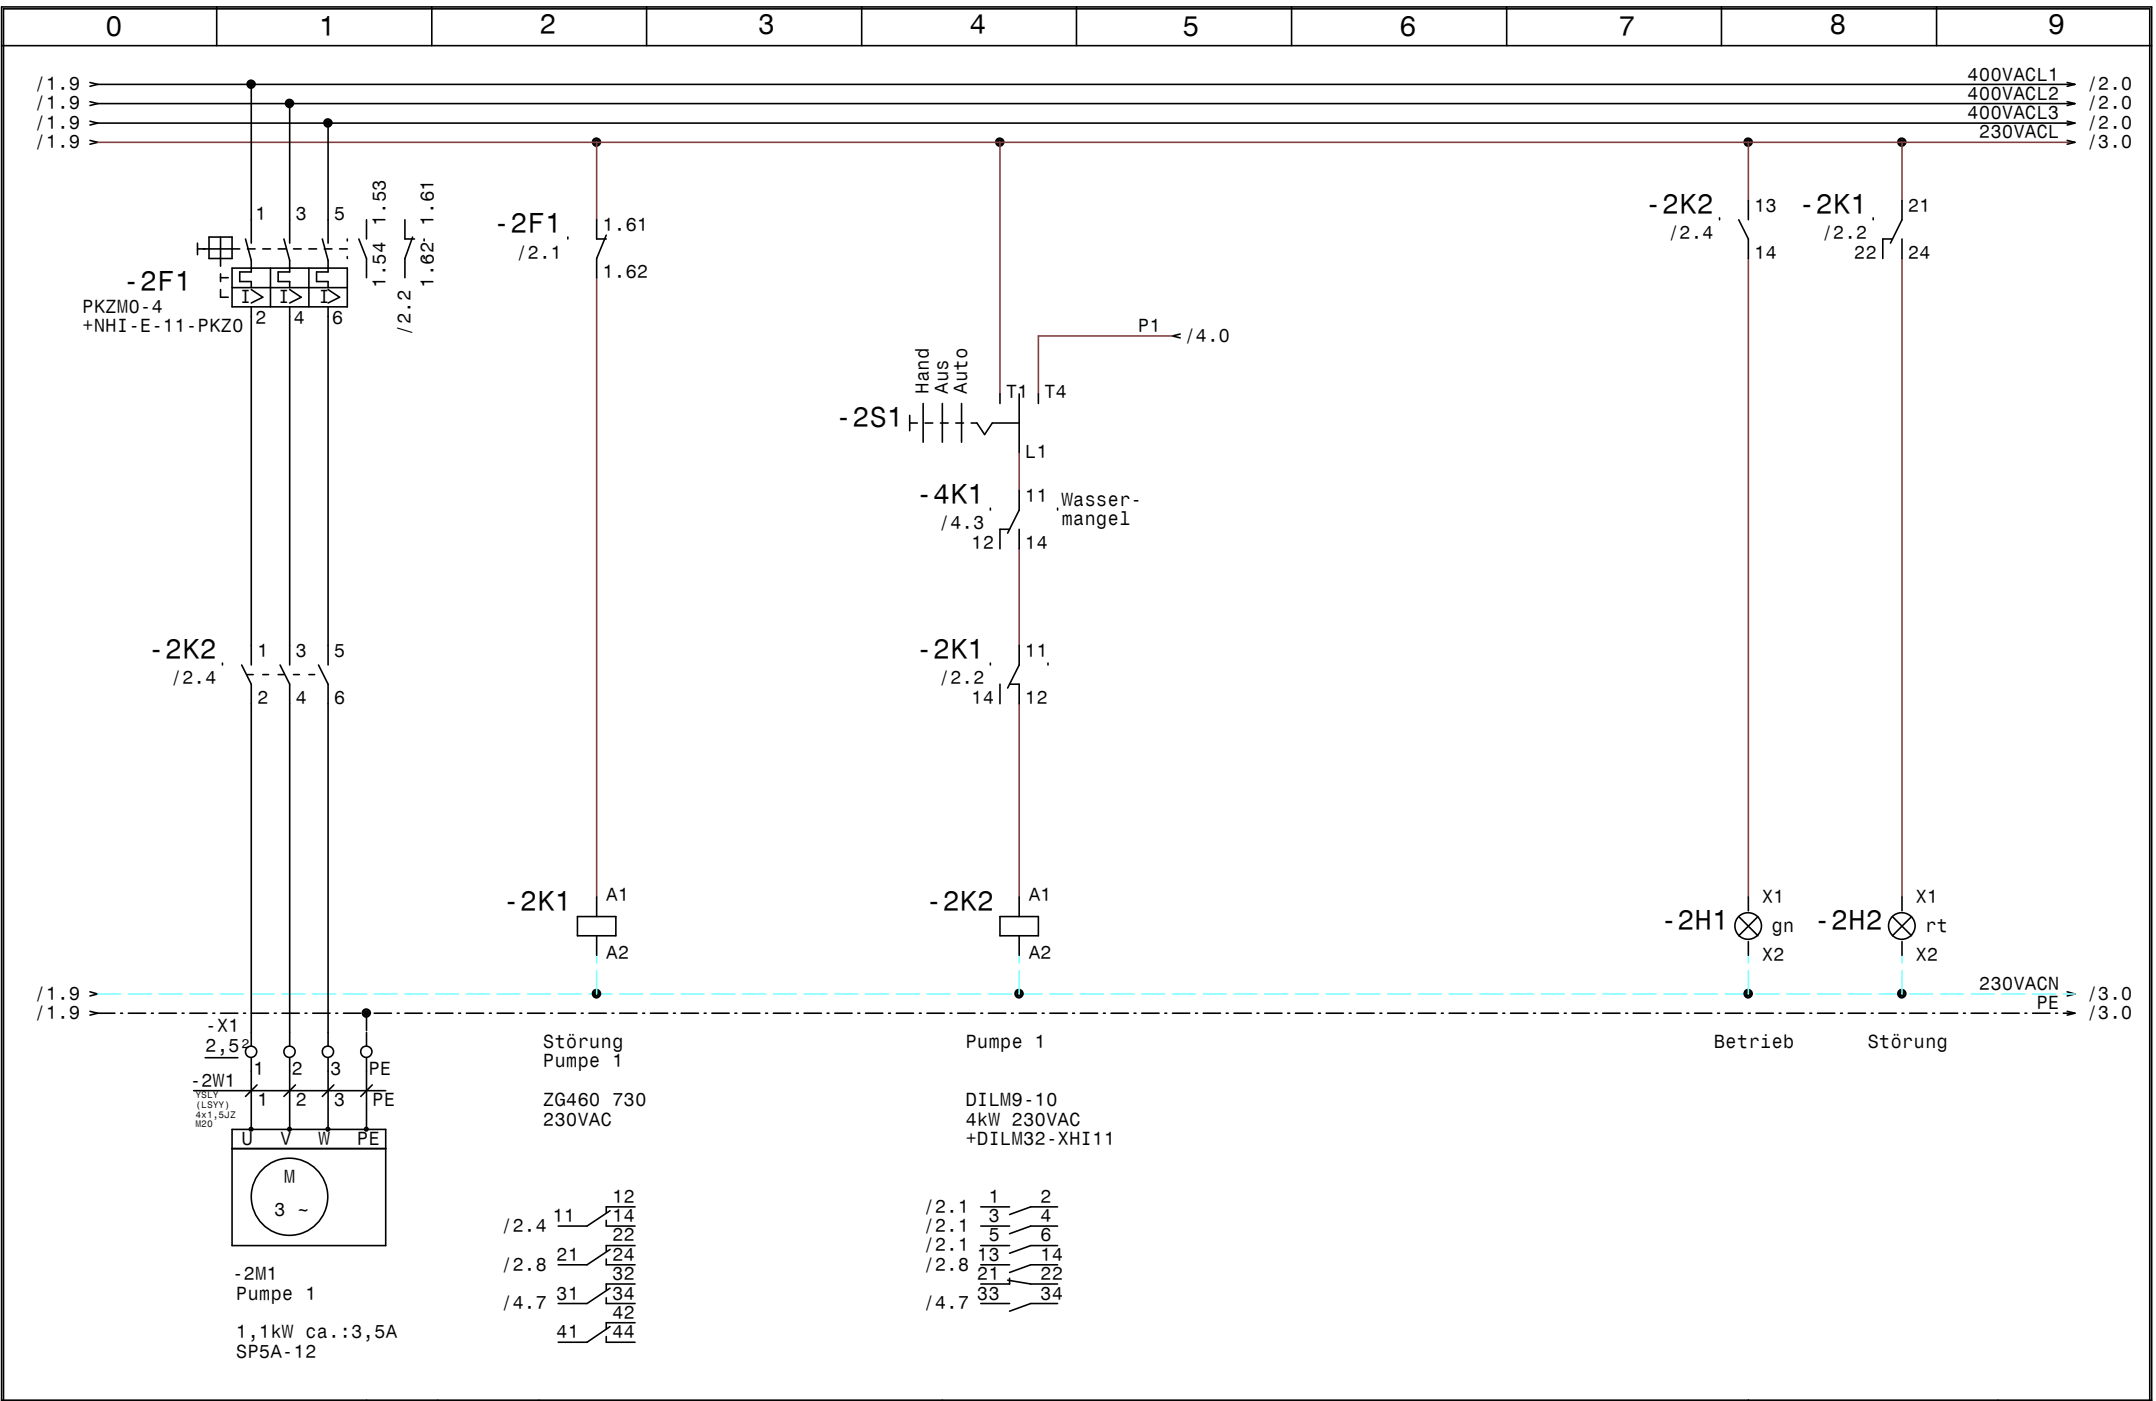 0 1 2 3 4 5 6 7 8 9
/1.9 400VACL1 /2.0
/1.9 400VACL2 /2.0
/1.9 400VACL3 /2.0
/1.9 230VACL /3.0
1 3 5
1.53
1.54
1.61
1.62
/2.2
-2F1
PKZM0-4
+NHI-E-11-PKZ0
2 4 6
-2F1
/2.1
1.61
1.62
-2K2
/2.4
13
14
-2K1
/2.2
21
22 24
P1 /4.0
Hand
Aus
Auto
T1 T4
-2S1
L1
-4K1
/4.3
11
12 14
Wasser-
mangel
-2K2
/2.4
1 3 5
2 4 6
-2K1
/2.2
11
14 12
-2K1
A1
A2
-2K2
A1
A2
-2H1
X1
gn
X2
-2H2
X1
rt
X2
/1.9 230VACN /3.0
/1.9 PE /3.0
-X1
2,5²
1 2 3 PE
-2W1
YSLY
(LSYY)
4x1,5JZ
M20
1 2 3 PE
U V W PE
M
3 ~
-2M1
Pumpe 1
1,1kW ca.:3,5A
SP5A-12
Störung
Pumpe 1
ZG460 730
230VAC
12
/2.4 11 14
22
/2.8 21 24
32
/4.7 31 34
42
41 44
Pumpe 1
DILM9-10
4kW 230VAC
+DILM32-XHI11
/2.1 1 2
/2.1 3 4
/2.1 5 6
/2.8 13 14
21 22
/4.7 33 34
Betrieb
Störung